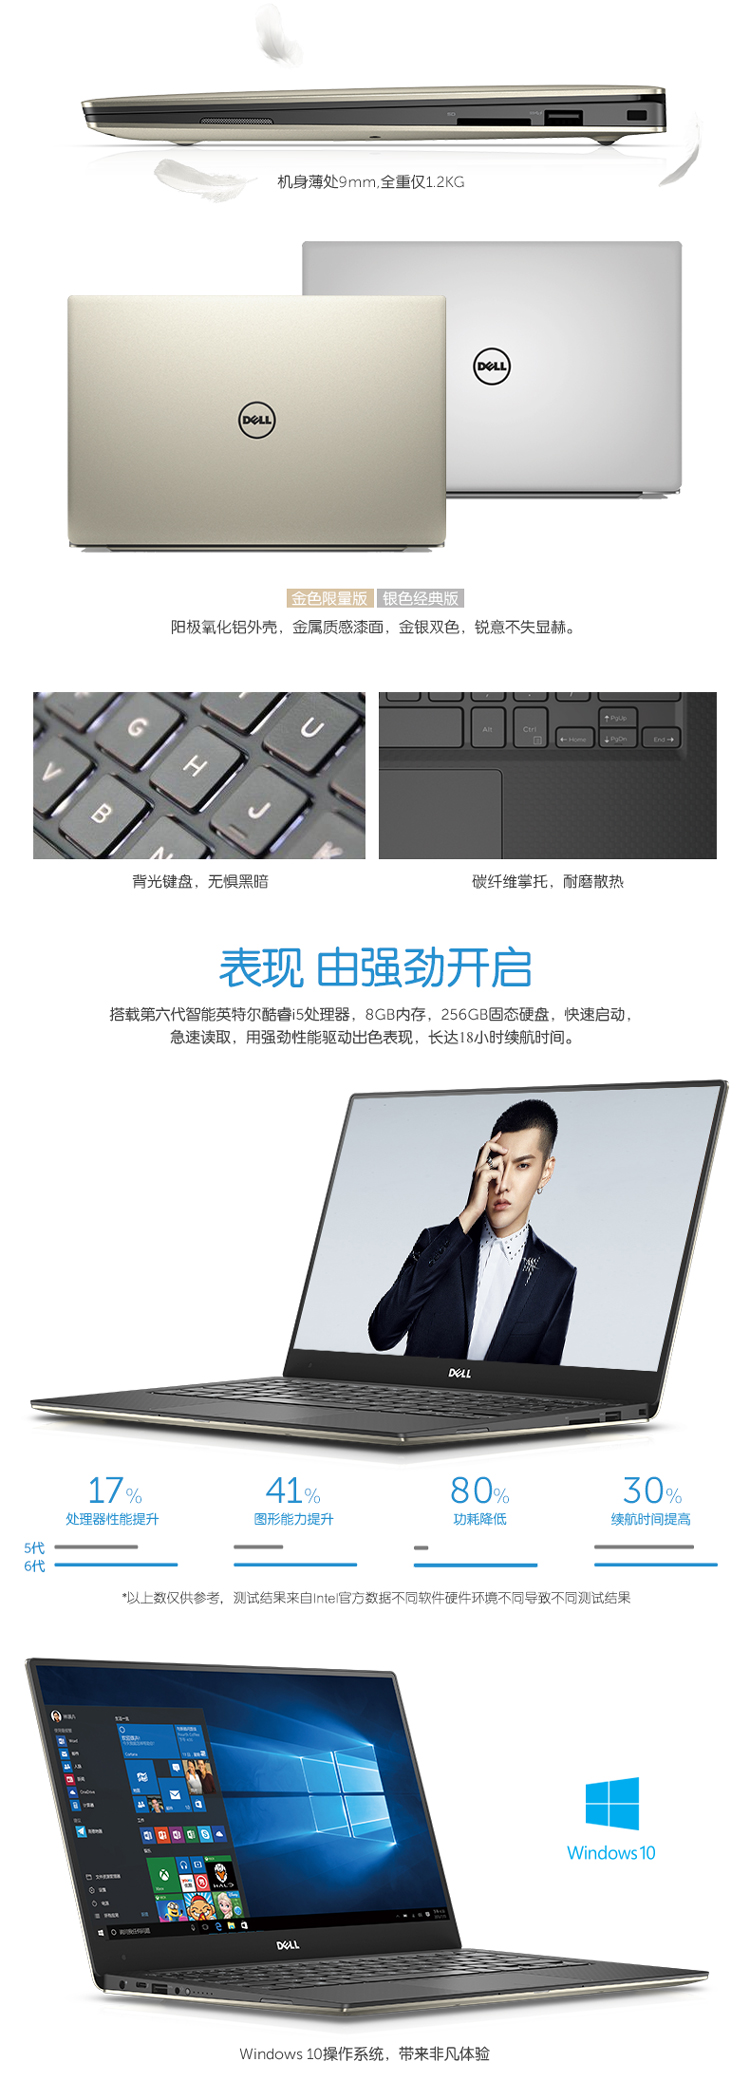 机身薄处9mm,全重仅1.2KG
DELL
DELL
金色限量版 银色经典版
阳极氧化铝外壳，金属质感漆面，金银双色，锐意不失显赫。
G
U
H
V
B
J
K
Alt
Ctrl
PgUp
Home
PgDn
End
背光键盘，无惧黑暗
碳纤维掌托，耐磨散热
表现 由强劲开启
搭载第六代智能英特尔酷睿i5处理器，8GB内存，256GB固态硬盘，快速启动，
急速读取，用强劲性能驱动出色表现，长达18小时续航时间。
DELL
17% 41% 80% 30%
处理器性能提升 图形能力提升 功耗降低 续航时间提高
5代
6代
*以上数仅供参考，测试结果来自Intel官方数据不同软件硬件环境不同导致不同测试结果
Windows 10
DELL
Windows 10操作系统，带来非凡体验